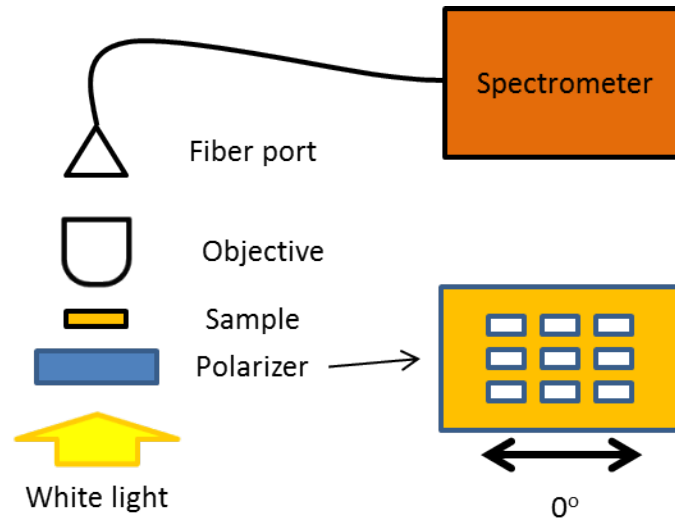 Spectrometer
Fiber port
Objective
Sample
Polarizer
White light
0°